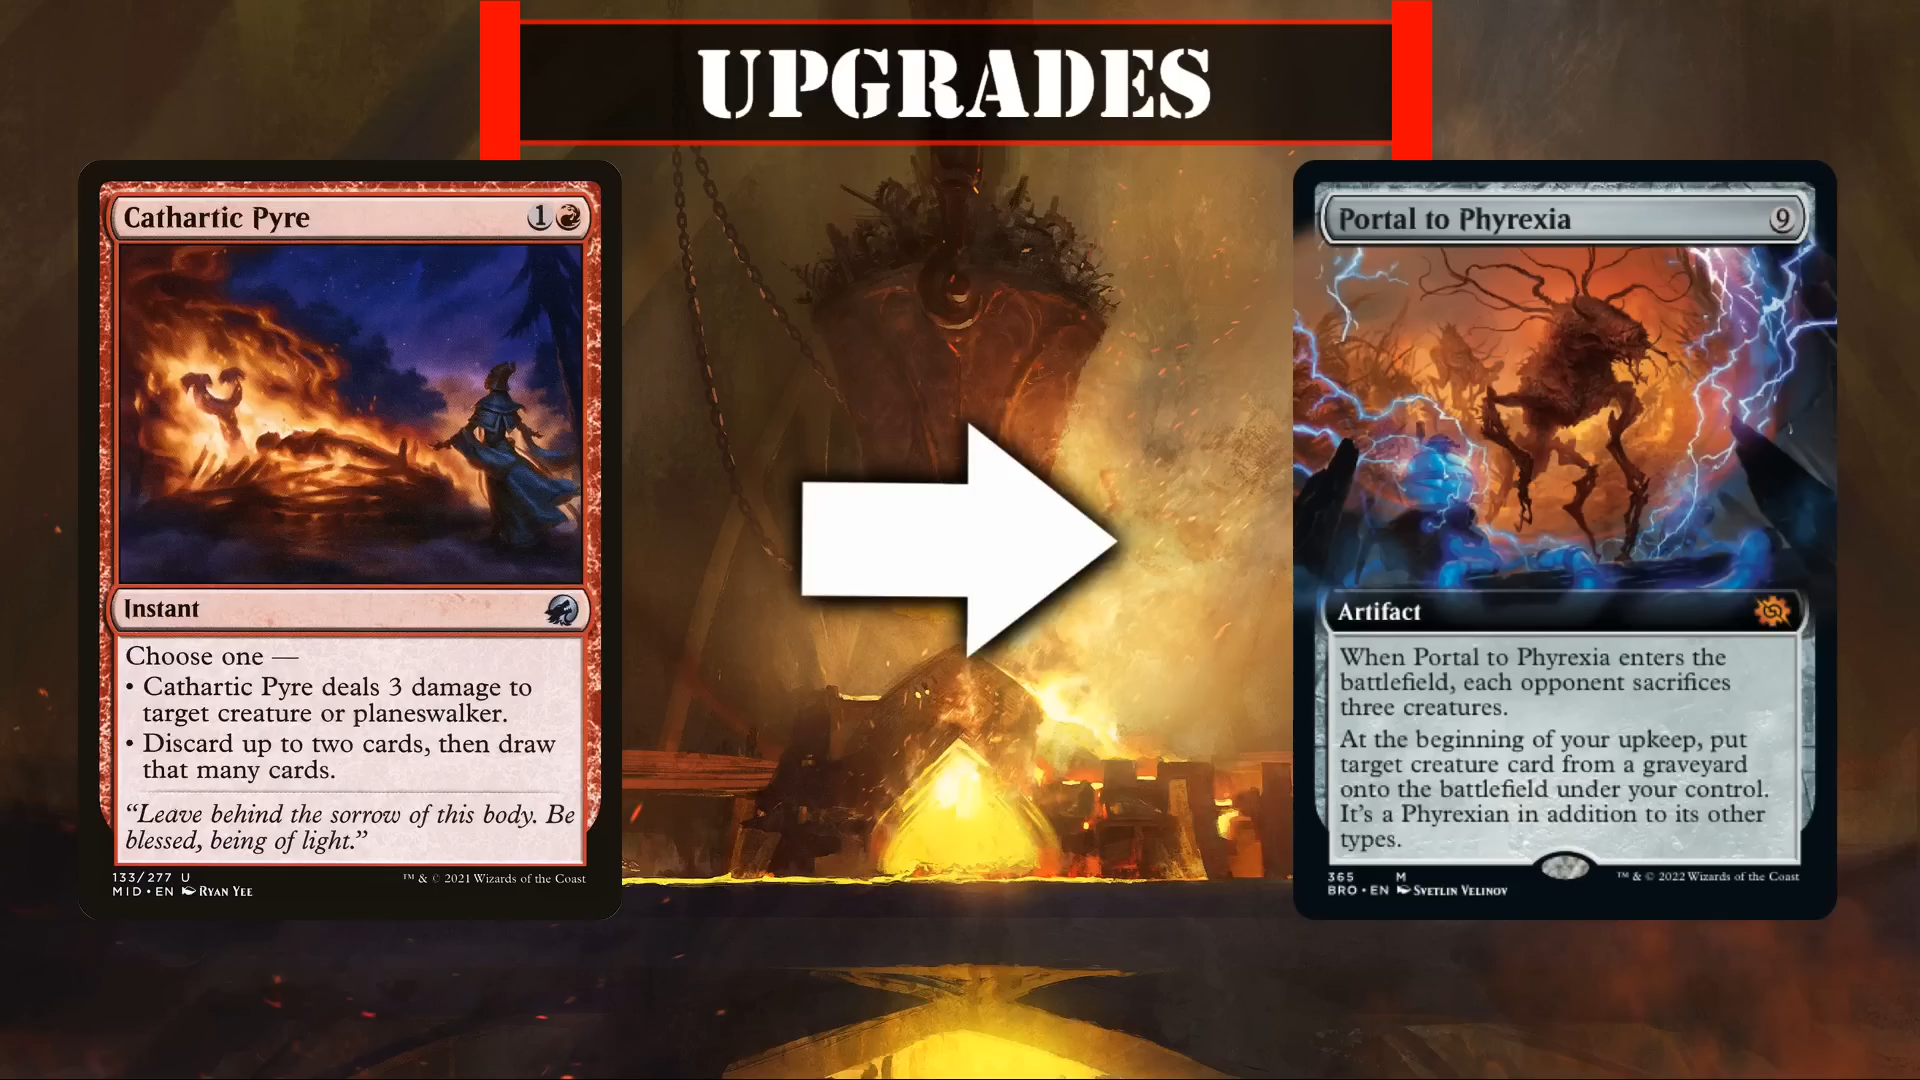 UPGRADES
Cathartic Pyre 1
Instant
Choose one —
• Cathartic Pyre deals 3 damage to
target creature or planeswalker.
• Discard up to two cards, then draw
that many cards.
“Leave behind the sorrow of this body. Be
blessed, being of light.”
133/277 U
MID • EN Ryan Yee
™ & © 2021 Wizards of the Coast
Portal to Phyrexia 9
Artifact
When Portal to Phyrexia enters the
battlefield, each opponent sacrifices
three creatures.
At the beginning of your upkeep, put
target creature card from a graveyard
onto the battlefield under your control.
It's a Phyrexian in addition to its other
types.
365 M
BRO • EN Svetlin Velinov
™ & © 2022 Wizards of the Coast